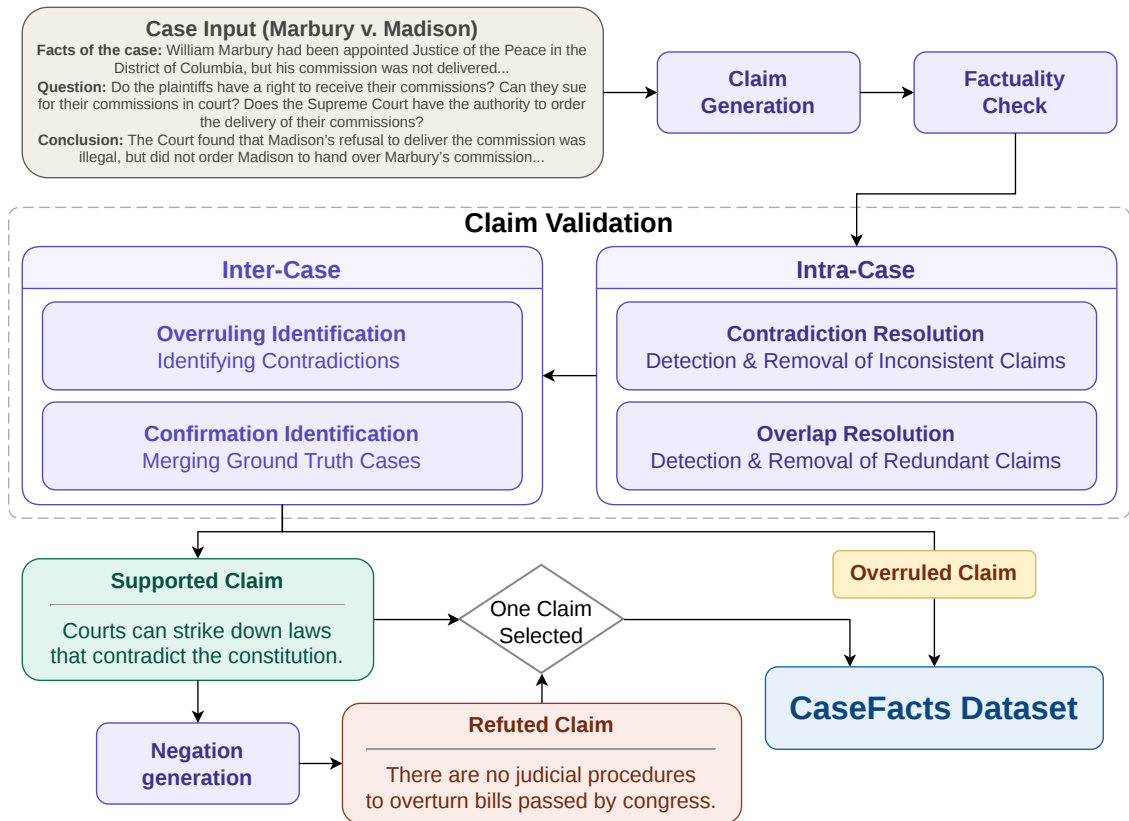 Case Input (Marbury v. Madison)
Facts of the case: William Marbury had been appointed Justice of the Peace in the
District of Columbia, but his commission was not delivered...
Question: Do the plaintiffs have a right to receive their commissions? Can they sue
for their commissions in court? Does the Supreme Court have the authority to order
the delivery of their commissions?
Conclusion: The Court found that Madison's refusal to deliver the commission was
illegal, but did not order Madison to hand over Marbury's commission...
Claim
Generation
Factuality
Check
Claim Validation
Inter-Case
Overruling Identification
Identifying Contradictions
Confirmation Identification
Merging Ground Truth Cases
Intra-Case
Contradiction Resolution
Detection & Removal of Inconsistent Claims
Overlap Resolution
Detection & Removal of Redundant Claims
Supported Claim
Courts can strike down laws
that contradict the constitution.
One Claim
Selected
Overruled Claim
CaseFacts Dataset
Negation
generation
Refuted Claim
There are no judicial procedures
to overturn bills passed by congress.